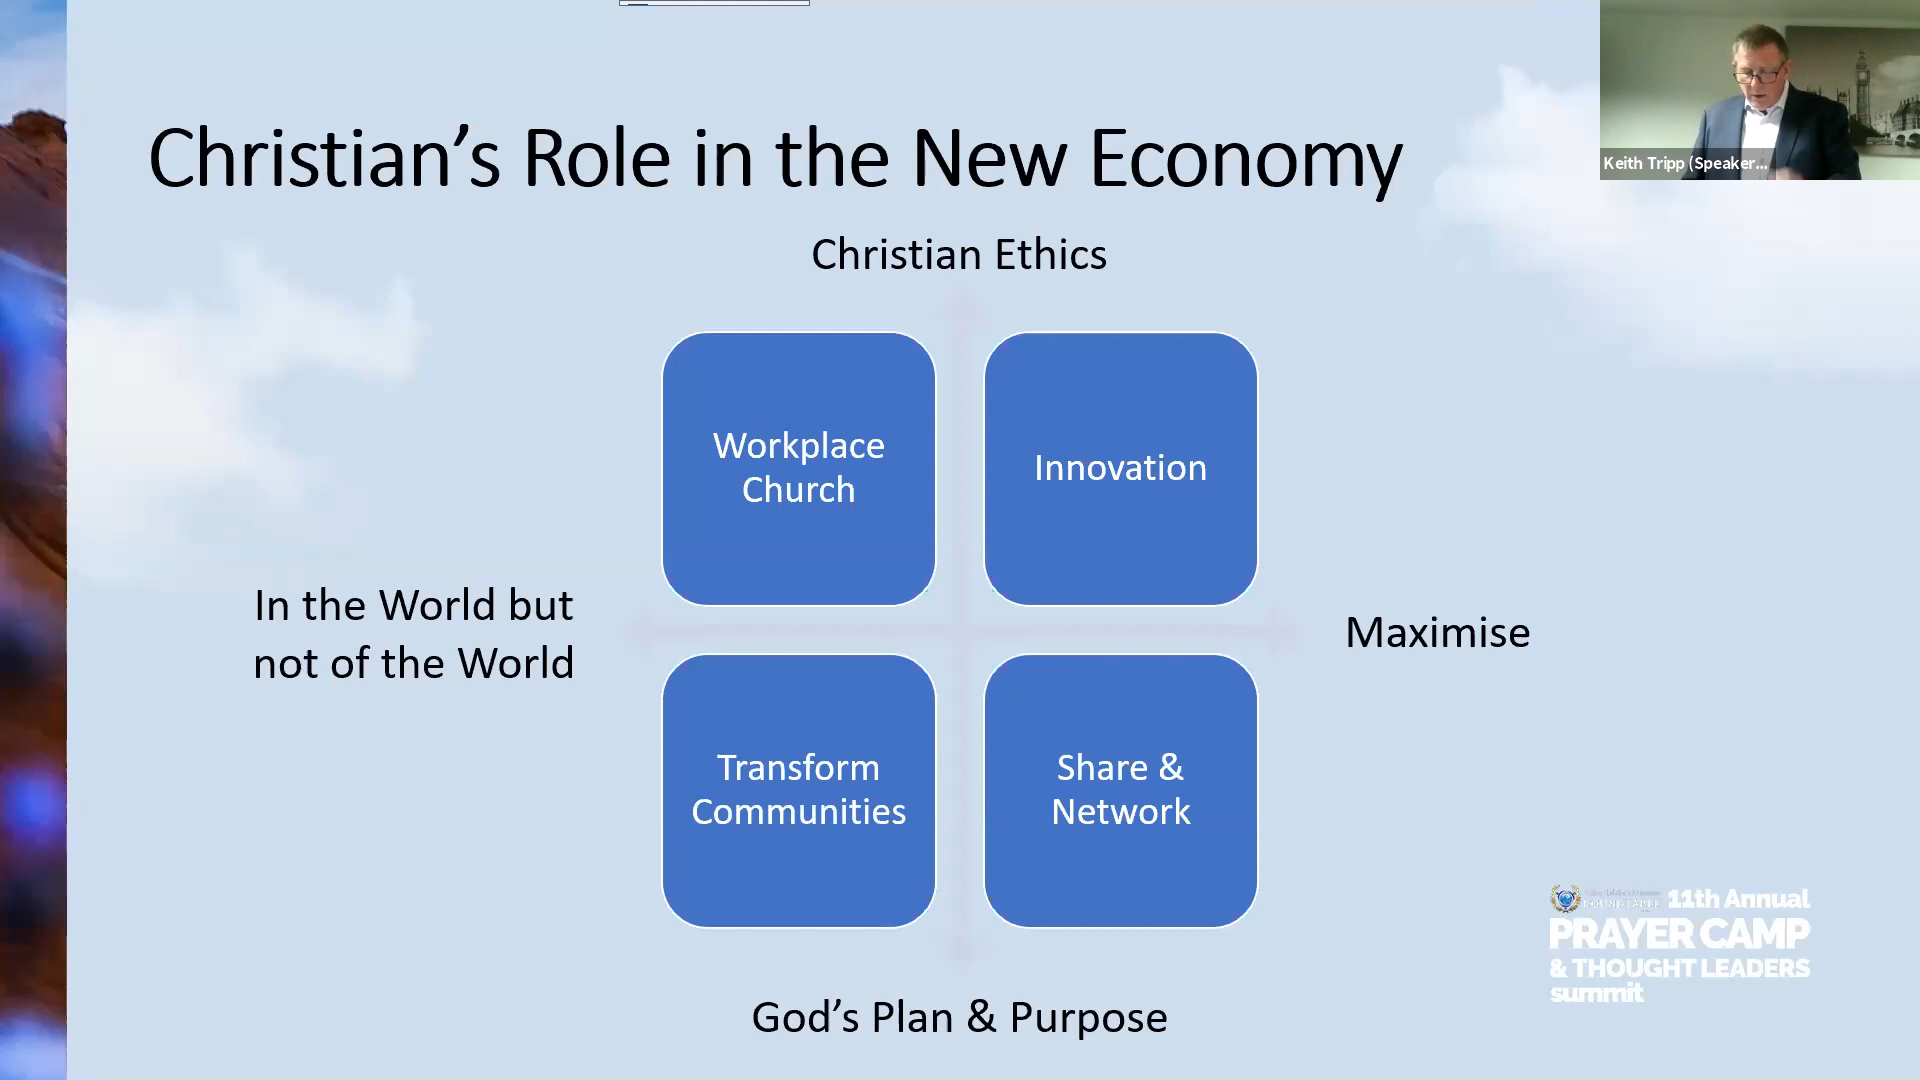 Christian’s Role in the New Economy
Keith Tripp (Speaker...
Christian Ethics
Workplace
Church
Innovation
In the World but
not of the World
Maximise
Transform
Communities
Share &
Network
God’s Plan & Purpose
ROUNDTABLE
11th Annual
PRAYER CAMP
& THOUGHT LEADERS
summit